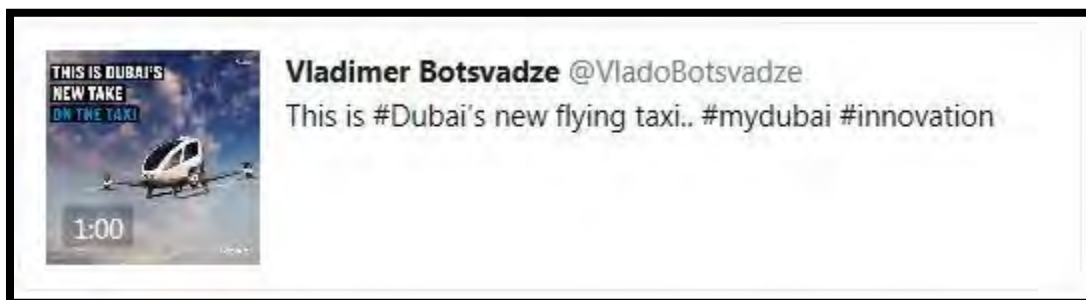 THIS IS DUBAI'S
NEW TAKE
ON THE TAXI
1:00
Vladimer Botsvadze @VladoBotsvadze
This is #Dubai's new flying taxi.. #mydubai #innovation